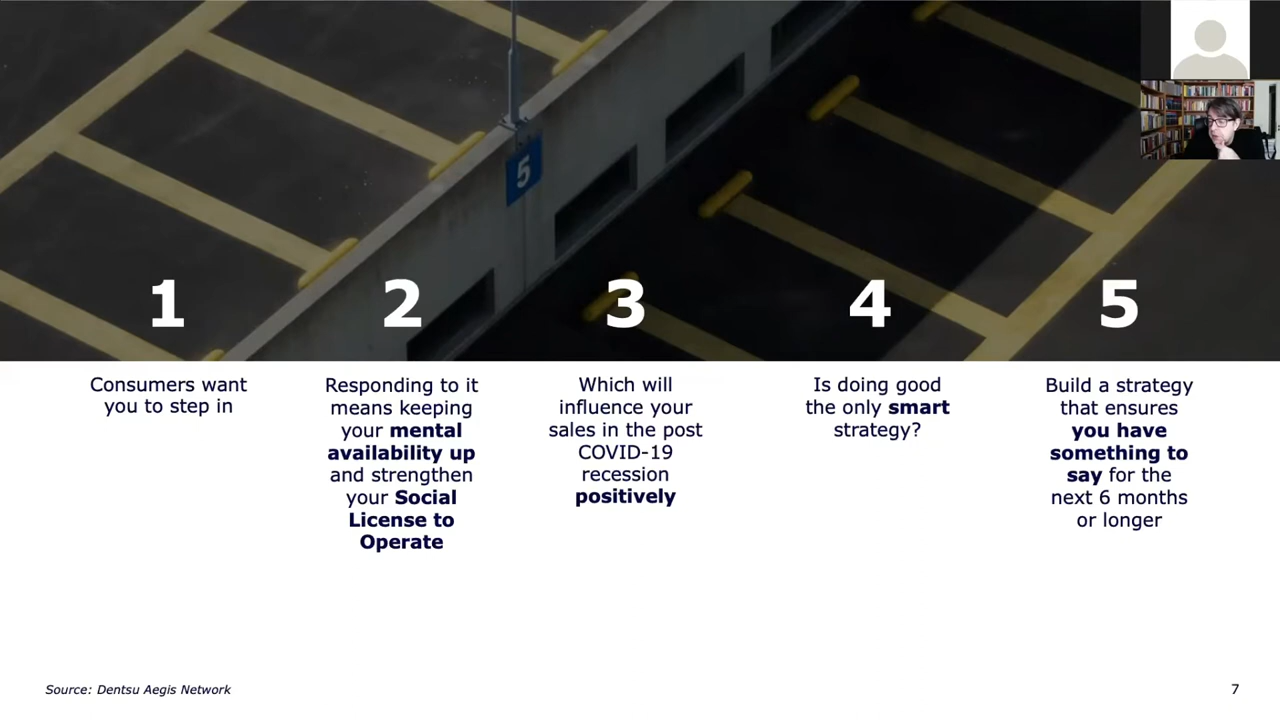 5
1
Consumers want
you to step in
2
Responding to it
means keeping
your mental
availability up
and strengthen
your Social
License to
Operate
3
Which will
influence your
sales in the post
COVID-19
recession
positively
4
Is doing good
the only smart
strategy?
5
Build a strategy
that ensures
you have
something to
say for the
next 6 months
or longer
Source: Dentsu Aegis Network
7